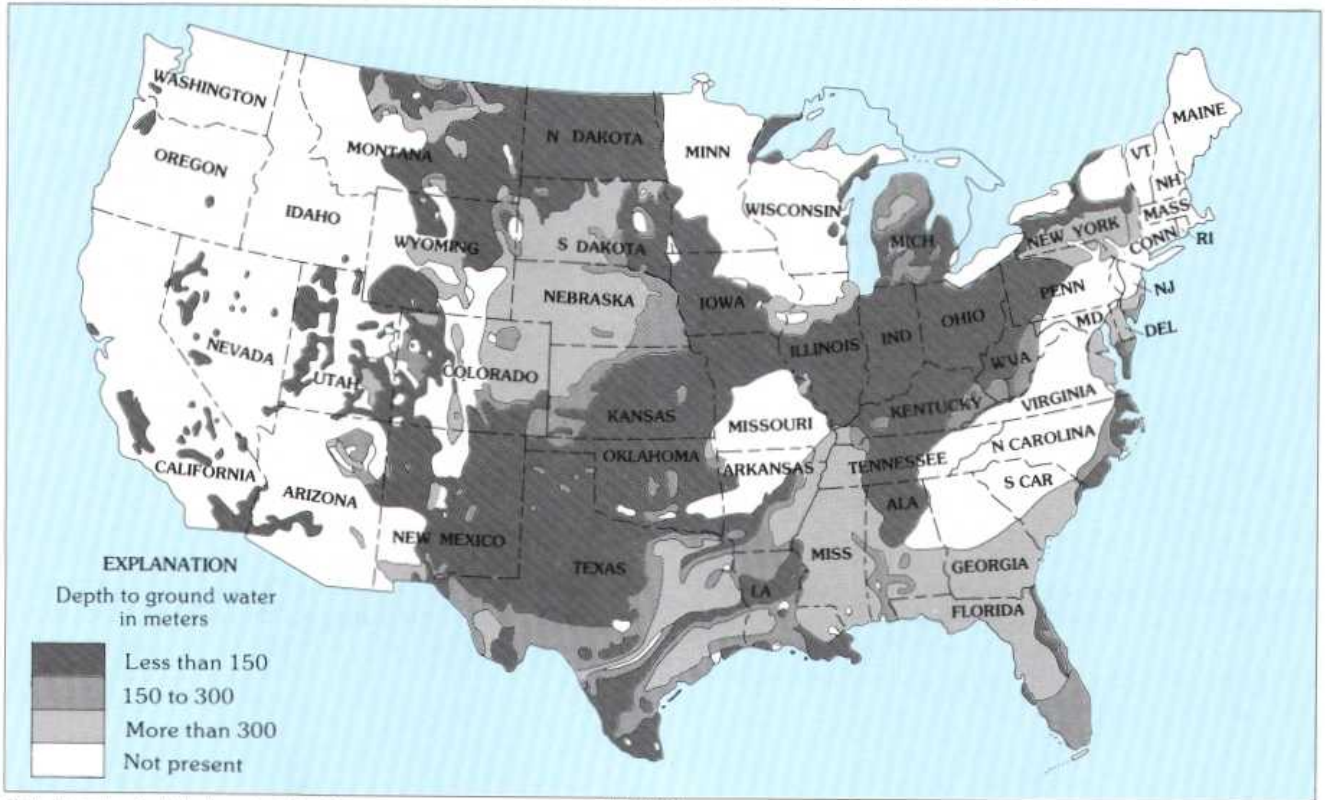 WASHINGTON
OREGON
IDAHO
MONTANA
N DAKOTA
MINN
WISCONSIN
MICH
NEW YORK
VT
MAINE
NH
MASS
CONN
RI
WYOMING
S DAKOTA
NEBRASKA
IOWA
ILLINOIS
IND
OHIO
PENN
NJ
MD
DEL
W VA
VIRGINIA
NEVADA
UTAH
COLORADO
KANSAS
MISSOURI
KENTUCKY
N CAROLINA
TENNESSEE
S CAR
CALIFORNIA
ARIZONA
NEW MEXICO
OKLAHOMA
ARKANSAS
TEXAS
LA
MISS
ALA
GEORGIA
FLORIDA
EXPLANATION
Depth to ground water
in meters
Less than 150
150 to 300
More than 300
Not present